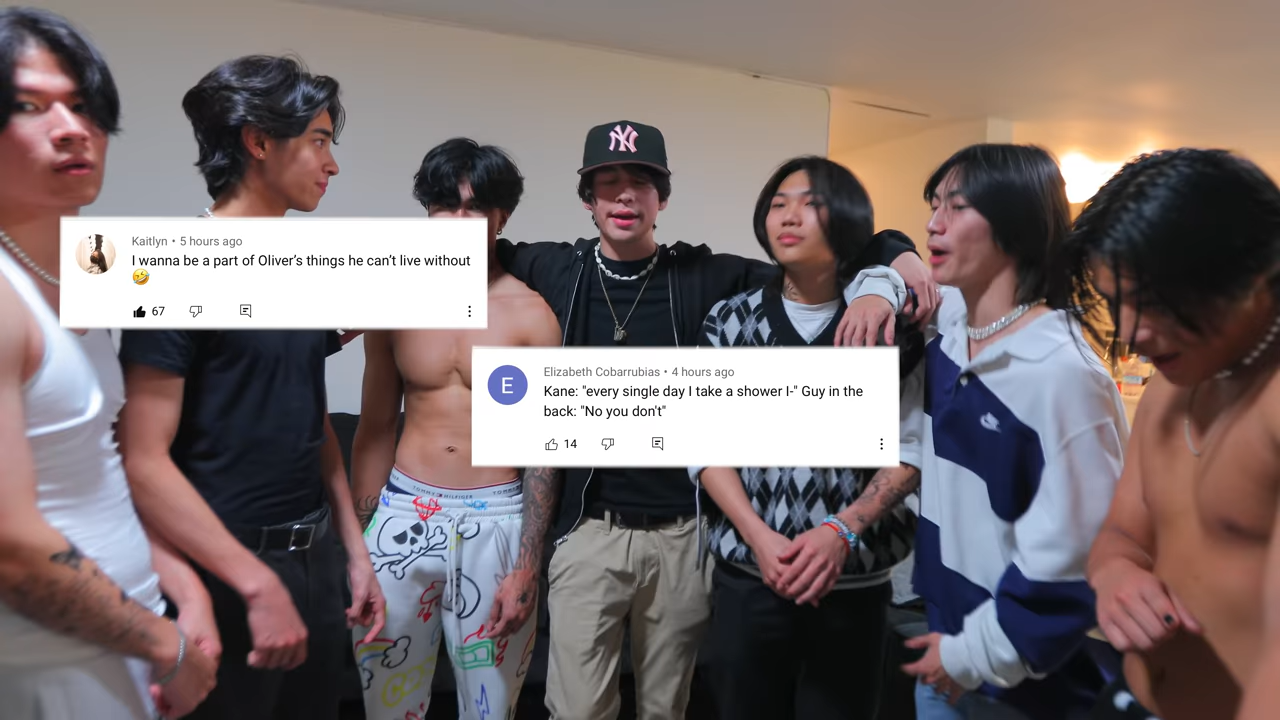 NY
Kaitlyn • 5 hours ago
I wanna be a part of Oliver’s things he can’t live without
🤣
67
E
Elizabeth Cobarrubias • 4 hours ago
Kane: "every single day I take a shower I-" Guy in the
back: "No you don't"
14
TOMMY HILFIGER